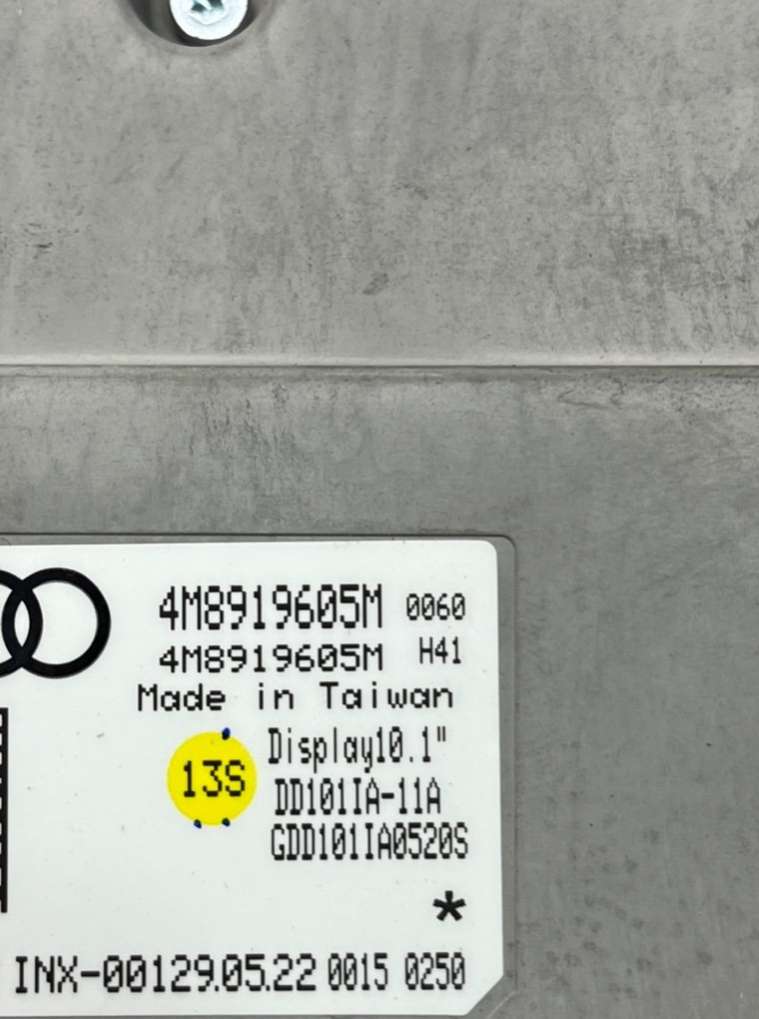 4M8919605M 0060
4M8919605M H41
Made in Taiwan
Display10.1"
13S
DD101IA-11A
GDD101IA0520S
*
INX-00129.05.22 0015 0250